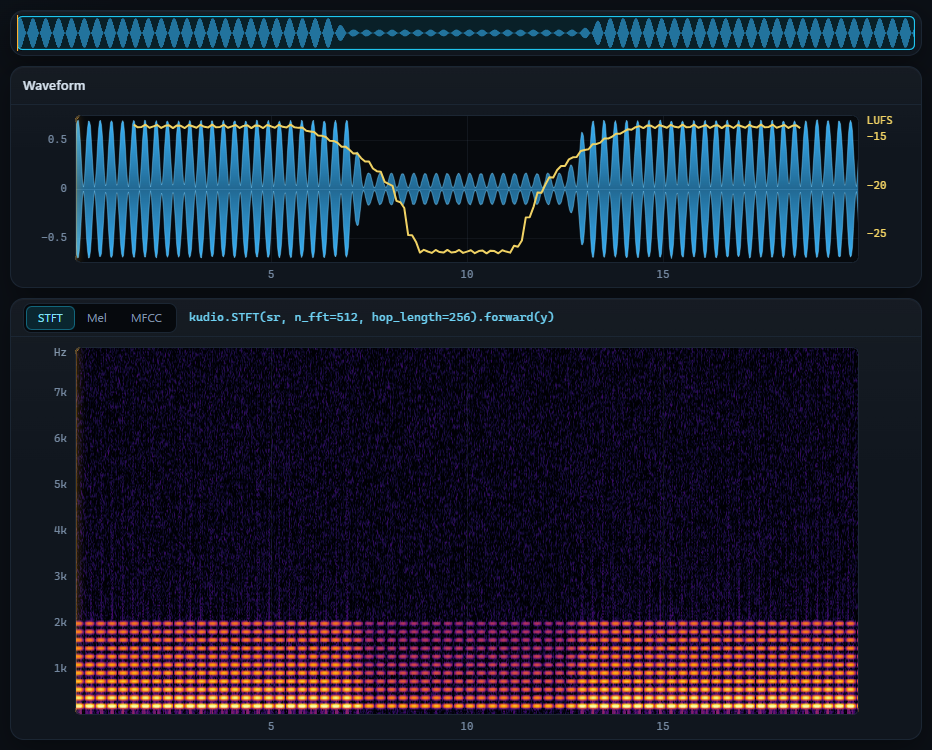 Waveform
LUFS
0.5
0
−0.5
−15
−20
−25
5 10 15
STFT Mel MFCC kudio.STFT(sr, n_fft=512, hop_length=256).forward(y)
Hz
7k
6k
5k
4k
3k
2k
1k
5 10 15